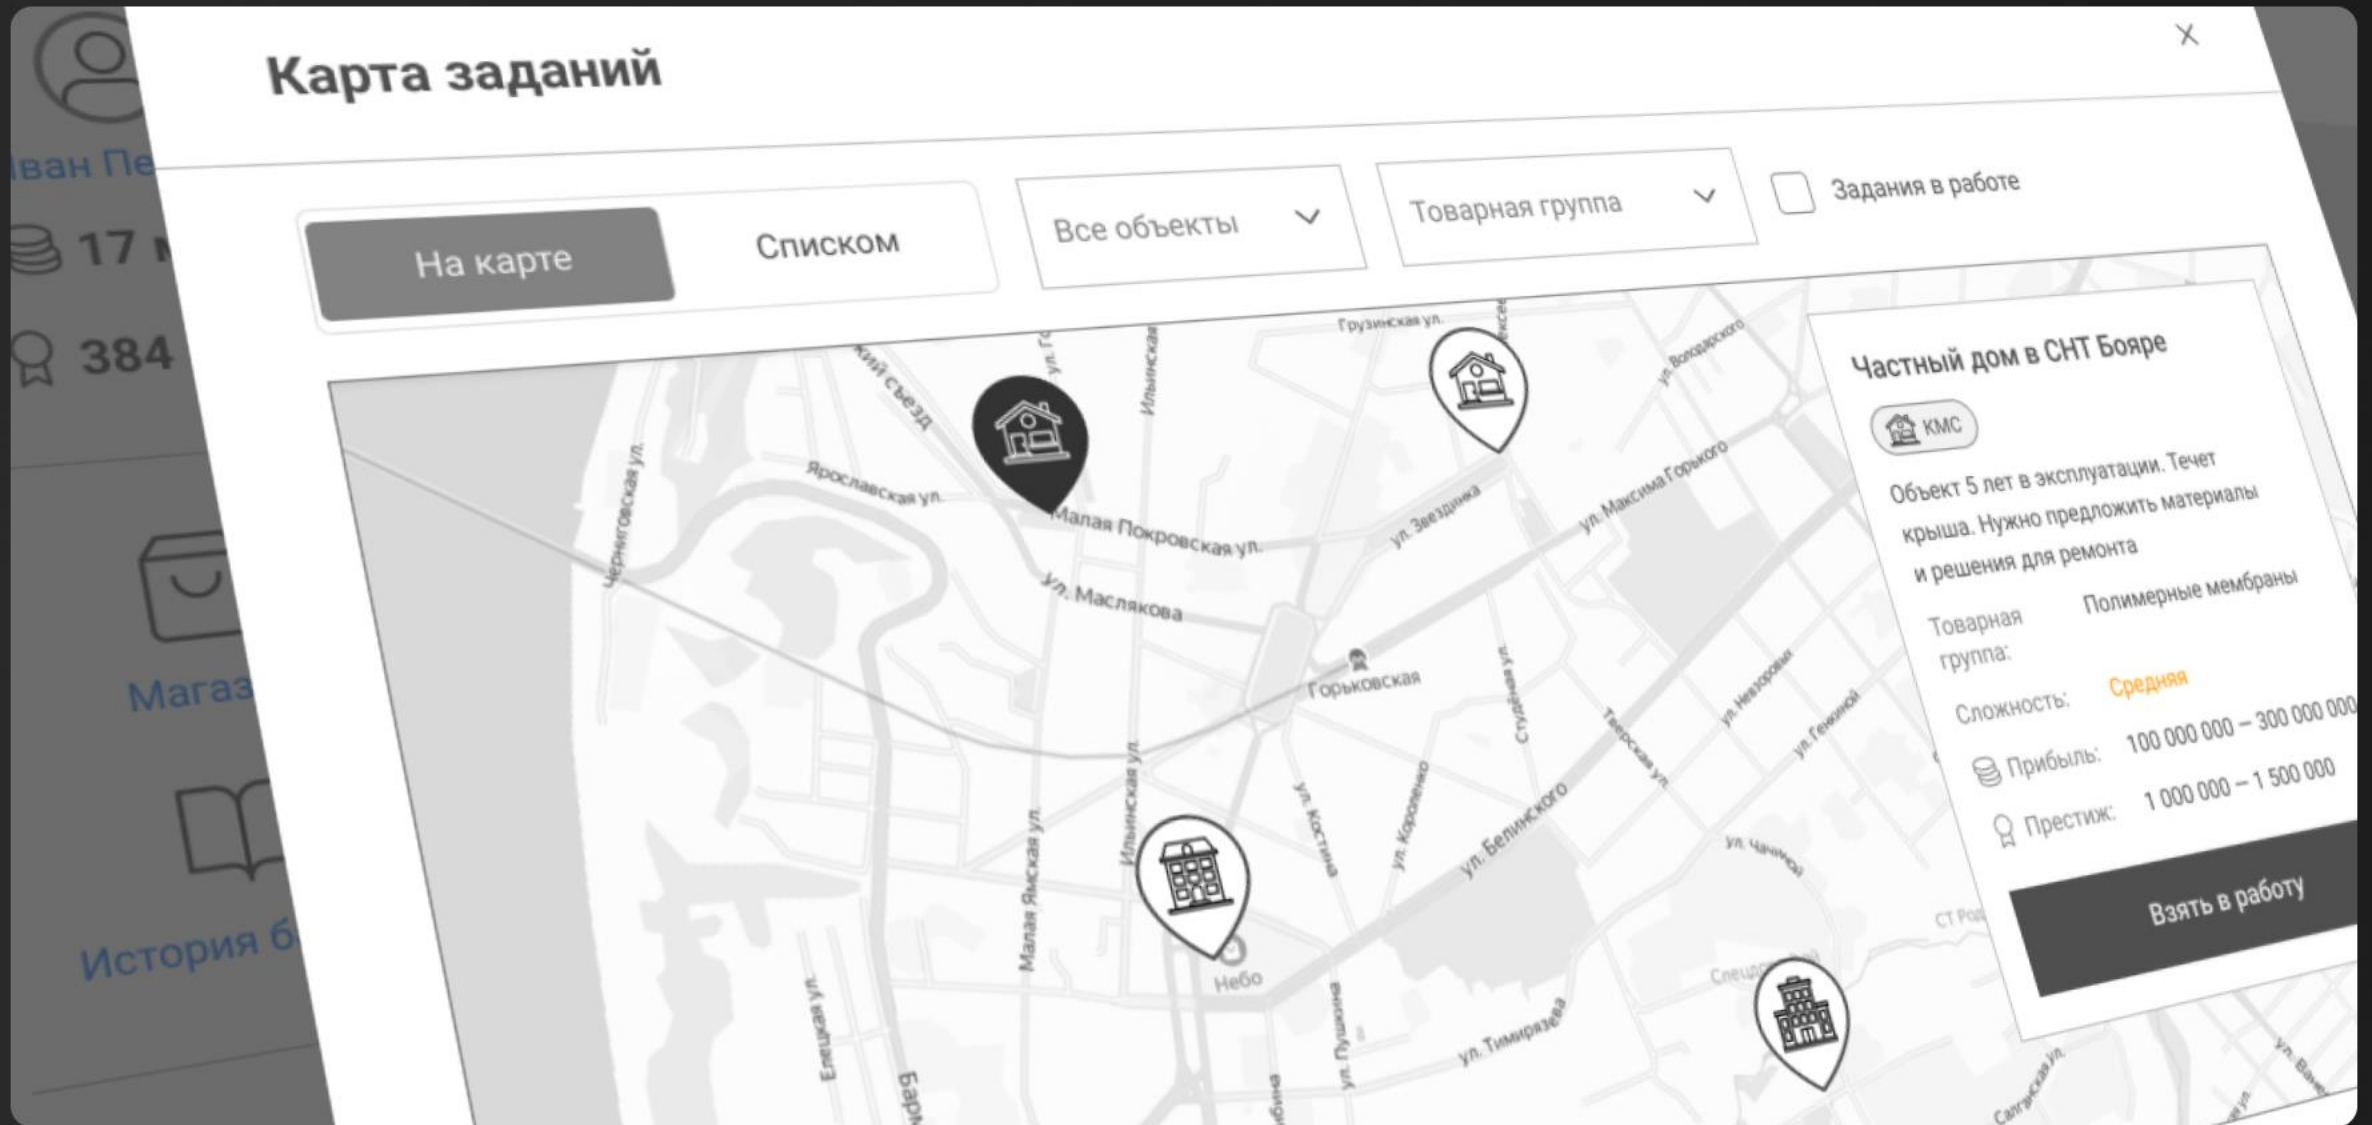 Карта заданий
17
384
На карте
Списком
Все объекты
Товарная группа
Задания в работе
Грузинская ул.
ул. Володарского
Ильинская
съезд
Черниговская ул.
Ярославская ул.
Малая Покровская ул.
ул. Звездинка
ул. Максима Горького
ул. Маслякова
Горьковская
Студёная ул.
Тверская ул.
ул. Невзоровых
ул. Генкиной
Ильинская ул.
Малая Ямская ул.
ул. Костина
ул. Короленко
ул. Белинского
ул. Чачиной
Небо
Елецкая ул.
ул. Пушкина
ул. Тимирязева
Салганская ул.
Частный дом в СНТ Бояре
КМС
Объект 5 лет в эксплуатации. Течет
крыша. Нужно предложить материалы
и решения для ремонта
Товарная
группа:
Полимерные мембраны
Сложность:
Средняя
Прибыль:
100 000 000 – 300 000 000
Престиж:
1 000 000 – 1 500 000
Взять в работу
История